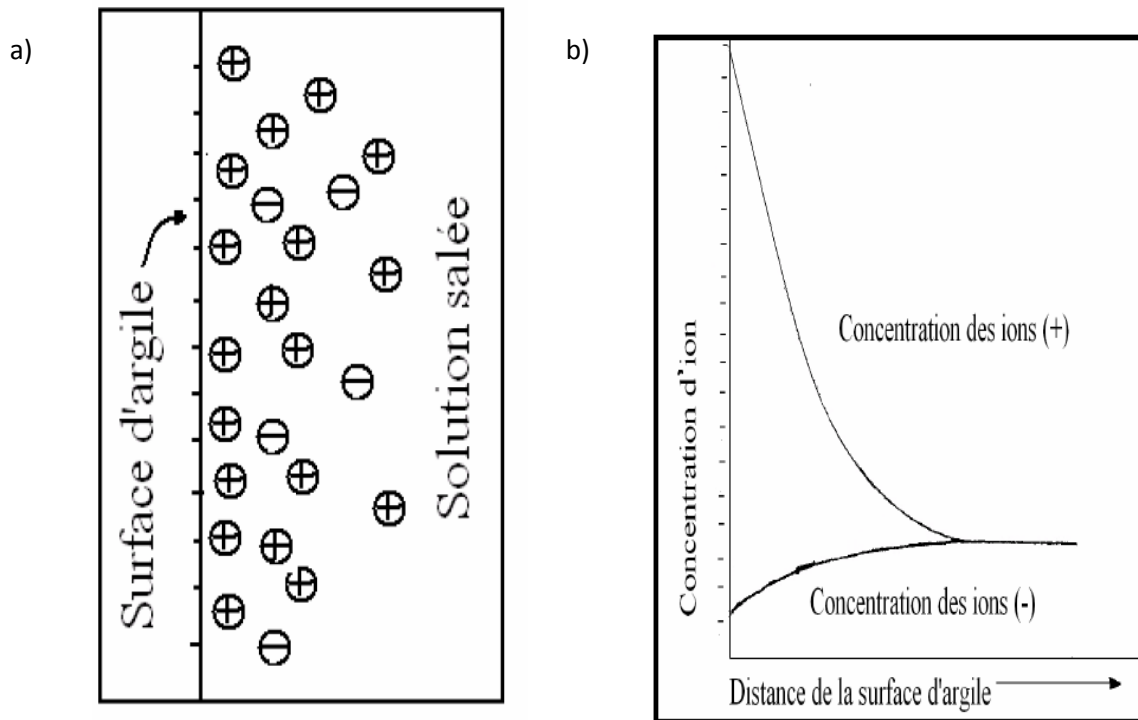 a)
Surface d'argile
Solution salée
b)
Concentration d'ion
Concentration des ions (+)
Concentration des ions (-)
Distance de la surface d'argile